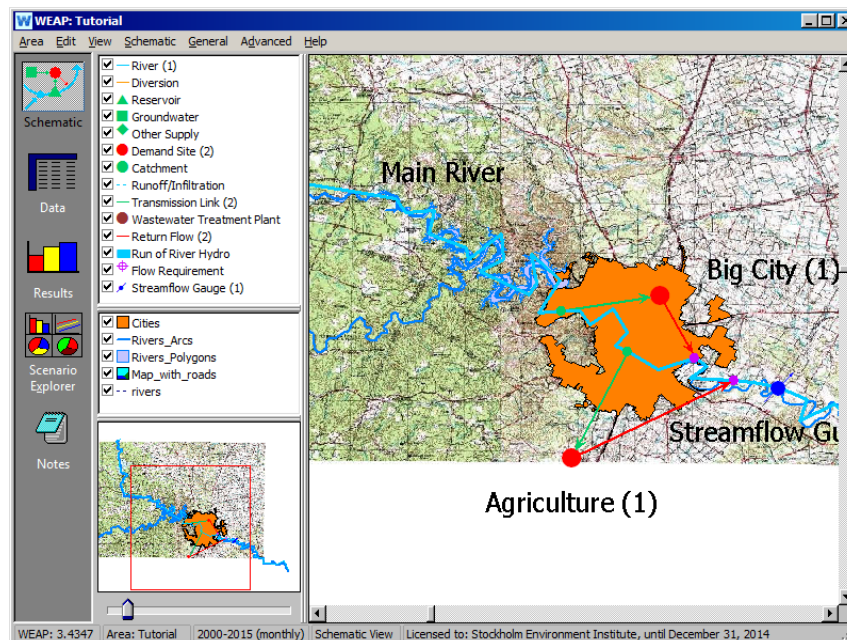 WEAP: Tutorial
Area Edit View Schematic General Advanced Help
Schematic
Data
Results
Scenario
Explorer
Notes
River (1)
Diversion
Reservoir
Groundwater
Other Supply
Demand Site (2)
Catchment
Runoff/Infiltration
Transmission Link (2)
Wastewater Treatment Plant
Return Flow (2)
Run of River Hydro
Flow Requirement
Streamflow Gauge (1)
Cities
Rivers_Arcs
Rivers_Polygons
Map_with_roads
rivers
Main River
Big City (1)
Streamflow Gu
Agriculture (1)
WEAP: 3.4347 Area: Tutorial 2000-2015 (monthly) Schematic View Licensed to: Stockholm Environment Institute, until December 31, 2014